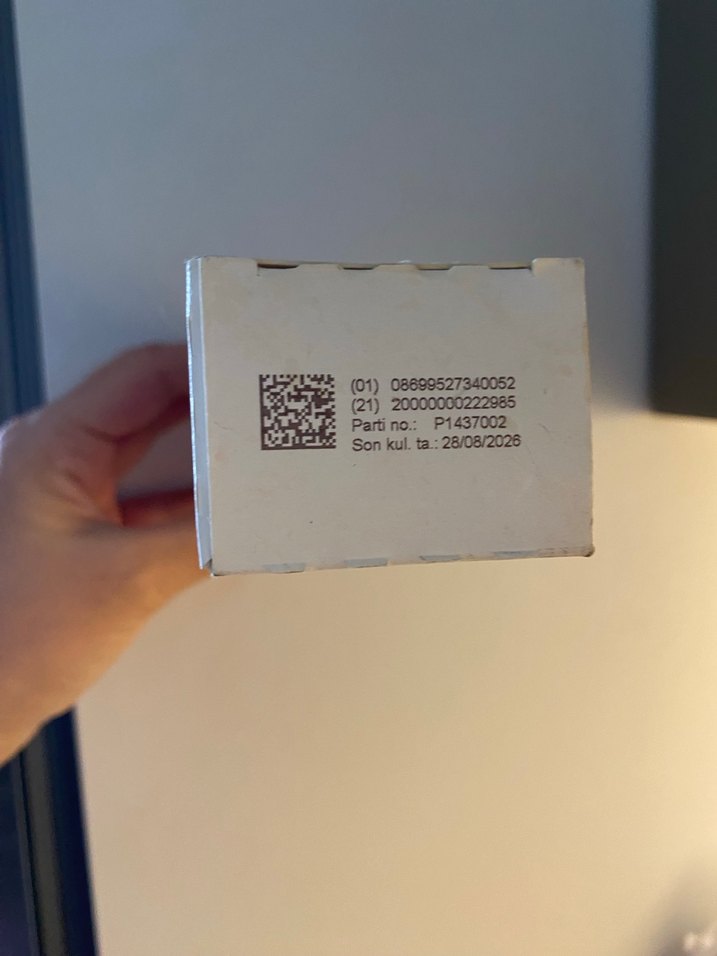 (01) 08699527340052
(21) 20000000222985
Parti no.: P1437002
Son kul. ta.: 28/08/2026